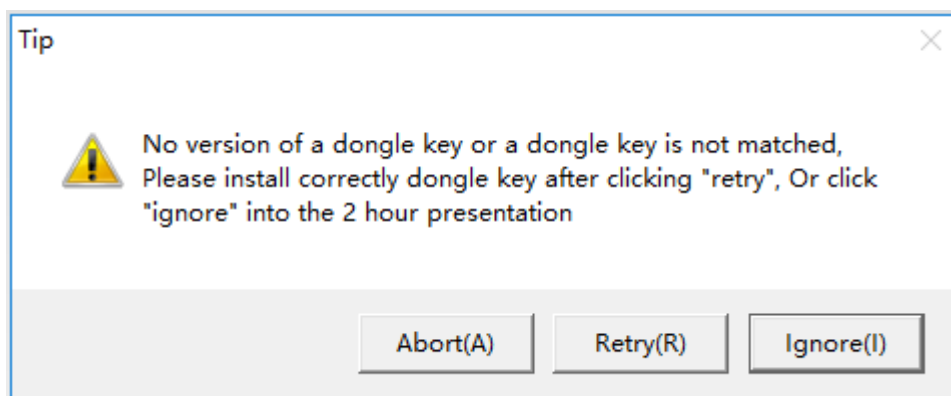 Tip
No version of a dongle key or a dongle key is not matched,
Please install correctly dongle key after clicking "retry", Or click
"ignore" into the 2 hour presentation
Abort(A)
Retry(R)
Ignore(I)